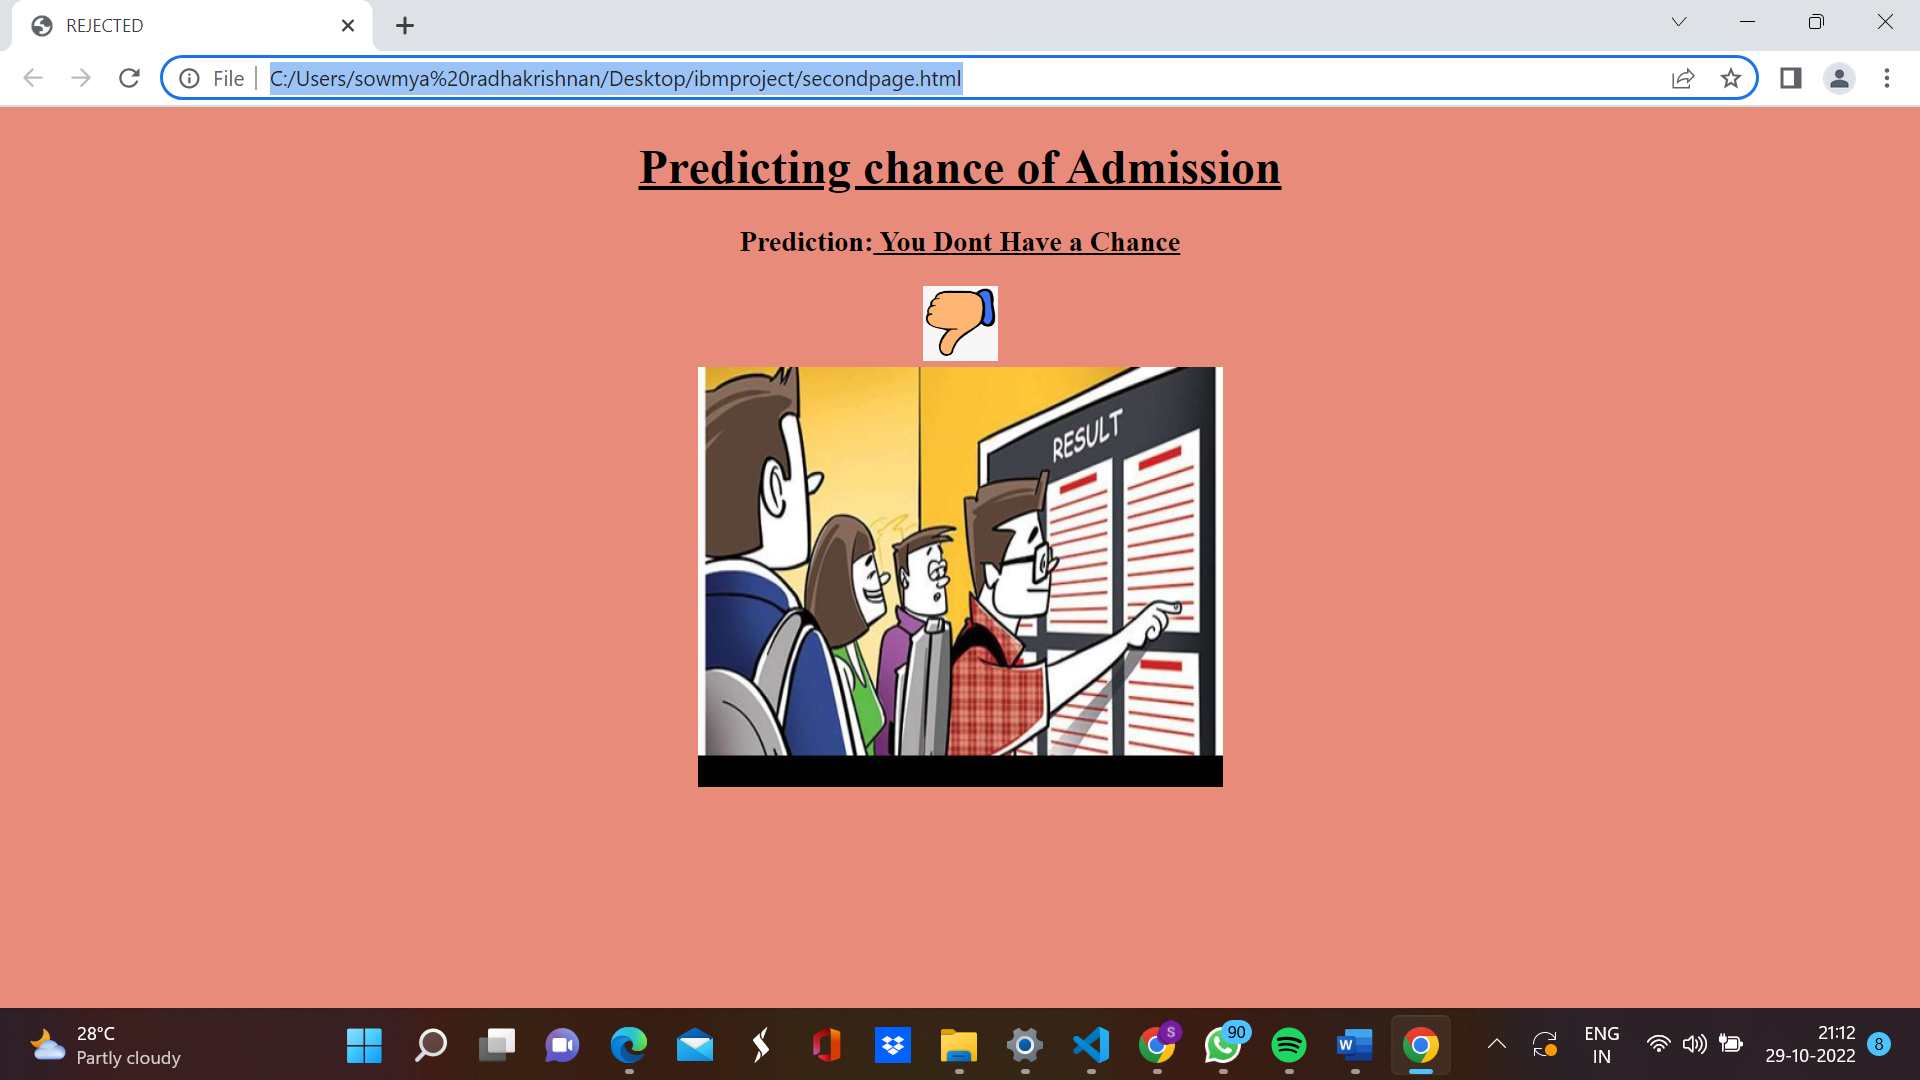 REJECTED
File
C:/Users/sowmya%20radhakrishnan/Desktop/ibmproject/secondpage.html
Predicting chance of Admission
Prediction: You Dont Have a Chance
RESULT
28°C
Partly cloudy
S
90
W
ENG
IN
21:12
29-10-2022
8